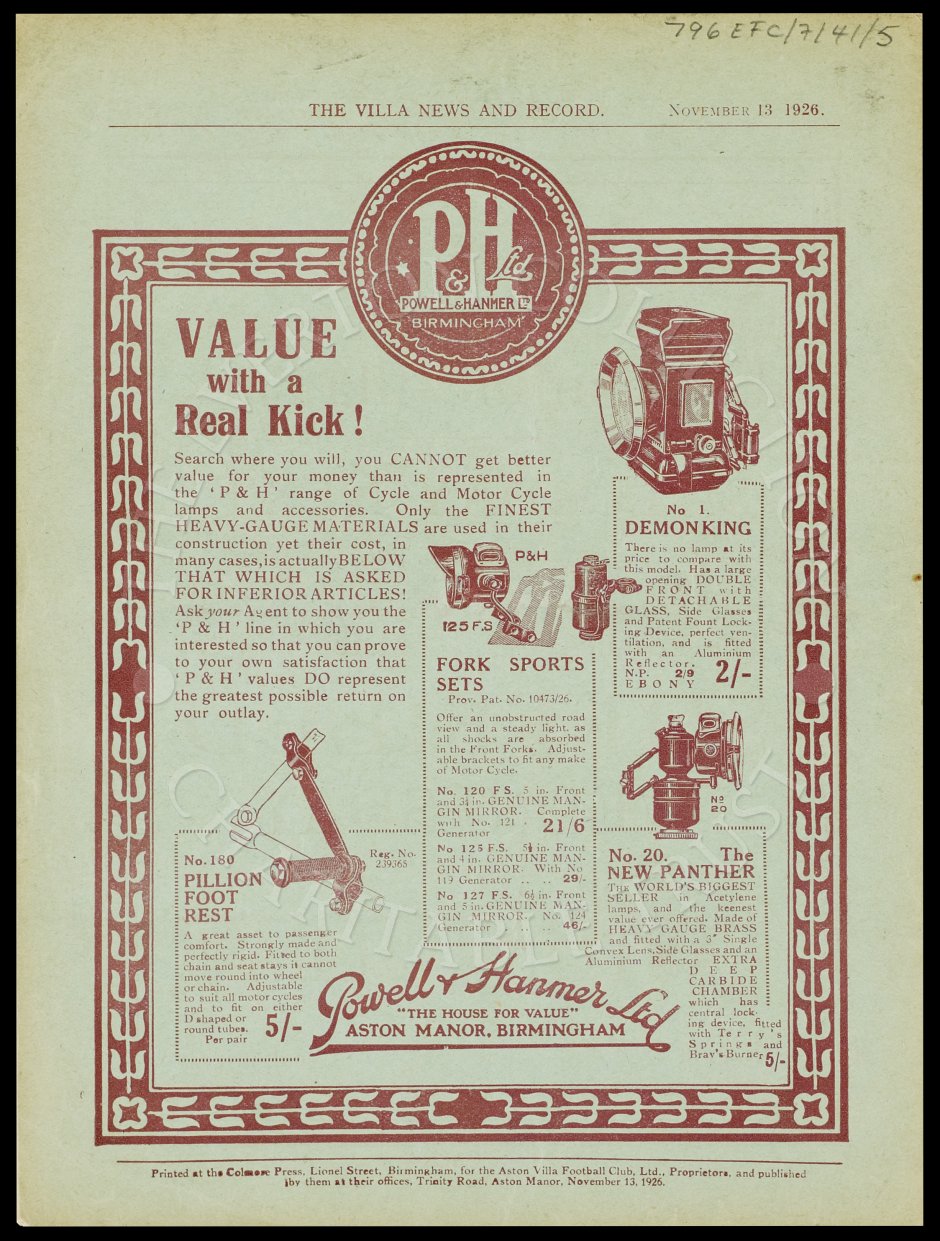 796 EFC/7/41/5
THE VILLA NEWS AND RECORD. NOVEMBER 13 1926.
P & H Ltd.
POWELL & HANMER LTD
BIRMINGHAM
VALUE
with a
Real Kick!
Search where you will, you CANNOT get better
value for your money than is represented in
the 'P & H' range of Cycle and Motor Cycle
lamps and accessories. Only the FINEST
HEAVY-GAUGE MATERIALS are used in their
construction yet their cost, in
many cases, is actually BELOW
THAT WHICH IS ASKED
FOR INFERIOR ARTICLES!
Ask your Agent to show you the
'P & H' line in which you are
interested so that you can prove
to your own satisfaction that
'P & H' values DO represent
the greatest possible return on
your outlay.
No 1.
DEMON KING
There is no lamp at its
price to compare with
this model. Has a large
opening DOUBLE
FRONT with
DETACHABLE
GLASS, Side Glasses
and Patent Fount Lock-
ing Device, perfect ven-
tilation, and is fitted
with an Aluminium
Reflector.
N.P. 2/9
EBONY 2/-
P&H
125 F.S
FORK SPORTS
SETS
Prov. Pat. No. 10473/26.
Offer an unobstructed road
view and a steady light, as
all shocks are absorbed
in the Front Forks. Adjust-
able brackets to fit any make
of Motor Cycle.
No. 120 F S. 5 in. Front
and 3¼ in. GENUINE MAN-
GIN MIRROR. Complete
with No. 121
Generator 21/6
No 125 F.S. 5½ in. Front
and 4 in. GENUINE MAN-
GIN MIRROR. With No
119 Generator .. .. 29/-
No 127 F.S. 6½ in. Front
and 5 in. GENUINE MAN-
GIN MIRROR. No. 124
Generator .. .. 46/-
No. 180
PILLION
FOOT
REST
Reg. No.
239365
A great asset to passenger
comfort. Strongly made and
perfectly rigid. Fitted to both
chain and seat stays it cannot
move round into wheel
or chain. Adjustable
to suit all motor cycles
and to fit on either
D shaped or
round tubes.
Per pair 5/-
No
20
No. 20. The
NEW PANTHER
THE WORLD'S BIGGEST
SELLER in Acetylene
lamps, and the keenest
value ever offered. Made of
HEAVY GAUGE BRASS
and fitted with a 3" Single
Convex Lens, Side Glasses and an
Aluminium Reflector EXTRA
DEEP
CARBIDE
CHAMBER
which has
central lock
ing device, fitted
with Terry's
Springs and
Bray's Burner 5/-
Powell & Hanmer Ltd
"THE HOUSE FOR VALUE"
ASTON MANOR, BIRMINGHAM
Printed at the Colmore Press, Lionel Street, Birmingham, for the Aston Villa Football Club, Ltd., Proprietors, and published
by them at their offices, Trinity Road, Aston Manor, November 13, 1926.